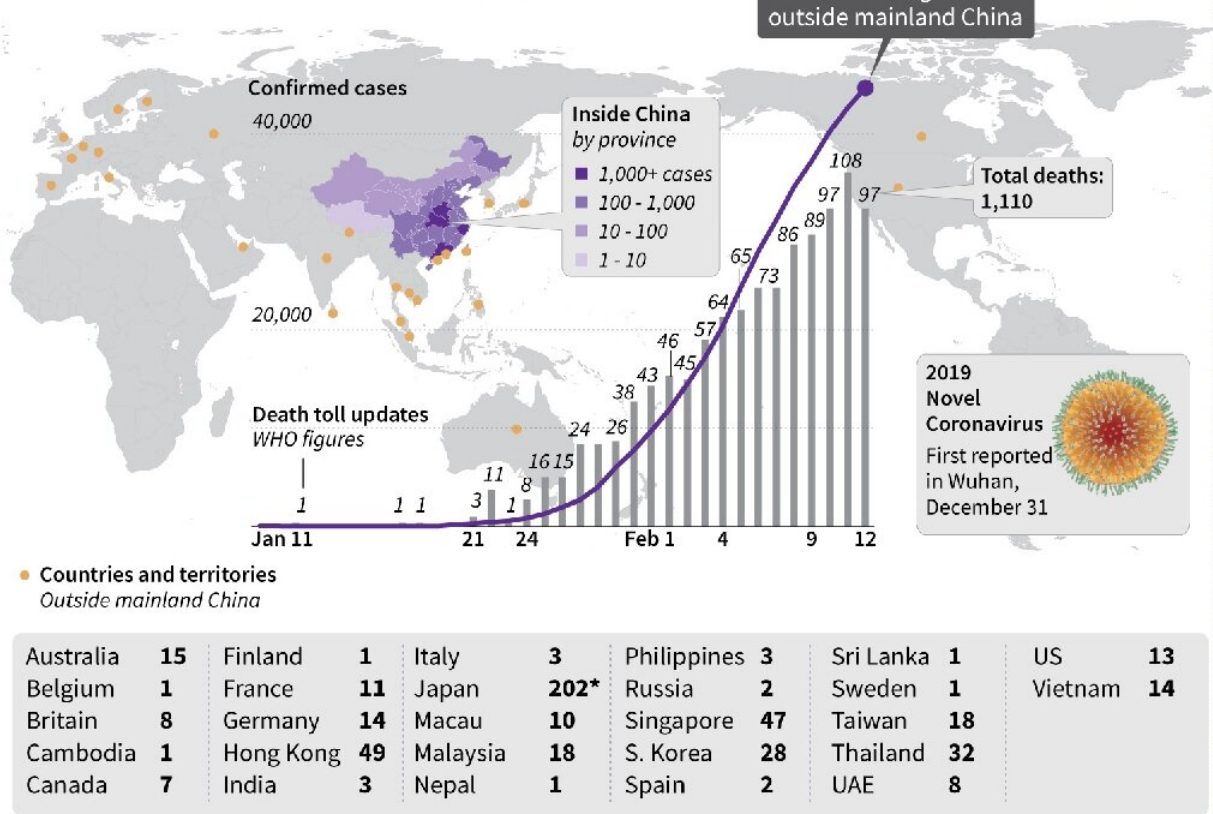 outside mainland China
Confirmed cases
40,000
Inside China
by province
1,000+ cases
100 - 1,000
10 - 100
1 - 10
Total deaths:
1,110
20,000
Death toll updates
WHO figures
1
1
1
3
11
1
8
16
15
24
26
38
43
46
45
57
64
65
73
86
89
97
108
97
Jan 11
21
24
Feb 1
4
9
12
2019
Novel
Coronavirus
First reported
in Wuhan,
December 31
Countries and territories
Outside mainland China
Australia 15
Belgium 1
Britain 8
Cambodia 1
Canada 7
Finland 1
France 11
Germany 14
Hong Kong 49
India 3
Italy 3
Japan 202*
Macau 10
Malaysia 18
Nepal 1
Philippines 3
Russia 2
Singapore 47
S. Korea 28
Spain 2
Sri Lanka 1
Sweden 1
Taiwan 18
Thailand 32
UAE 8
US 13
Vietnam 14